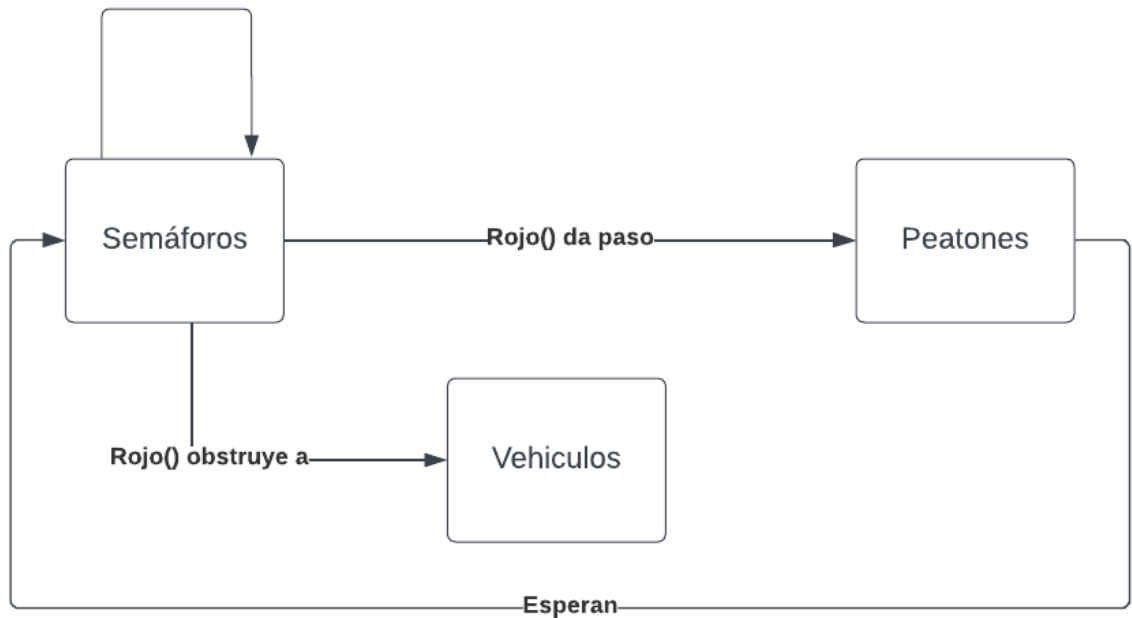 Semáforos
Rojo() da paso
Peatones
Rojo() obstruye a
Vehiculos
Esperan